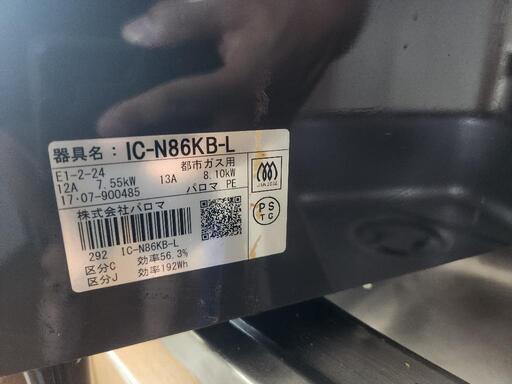 器具名: IC-N86KB-L
E1-2-24 都市ガス用
12A 7.55kW 13A 8.10kW
17・07-900485 パロマ PE
株式会社パロマ
292 IC-N86KB-L
区分C 効率56.3%
区分J 効率192Wh
PS
TG